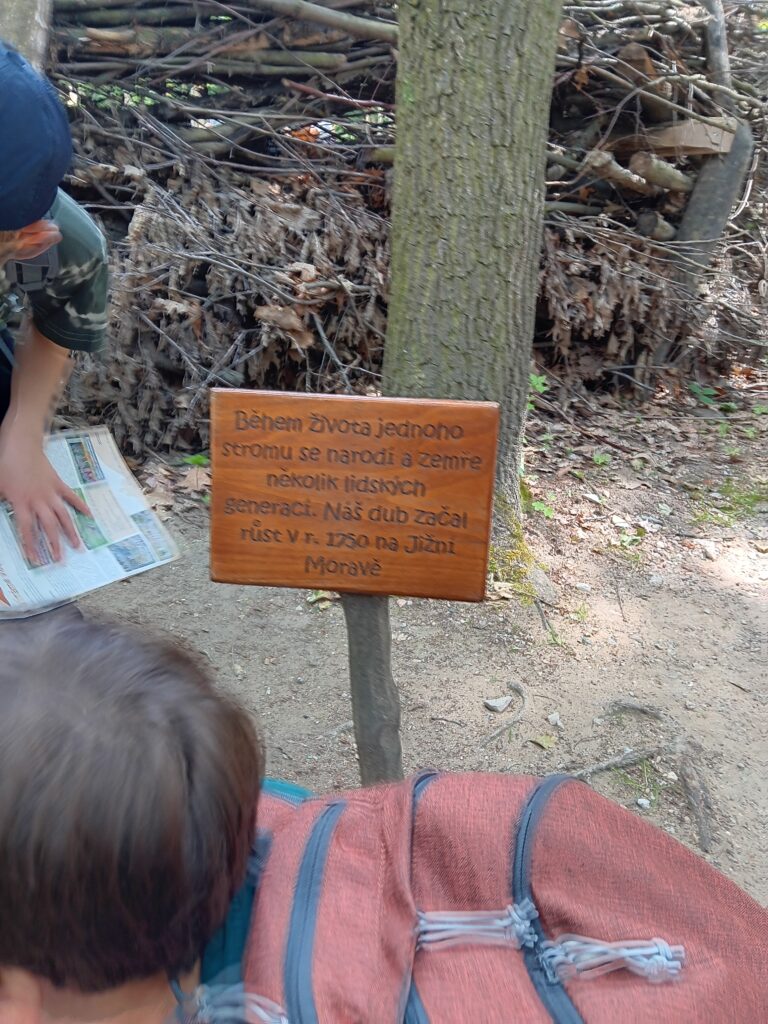 Během života jednoho
stromu se narodí a zemře
několik lidských
generací. Náš dub začal
růst v r. 1750 na Jižní
Moravě